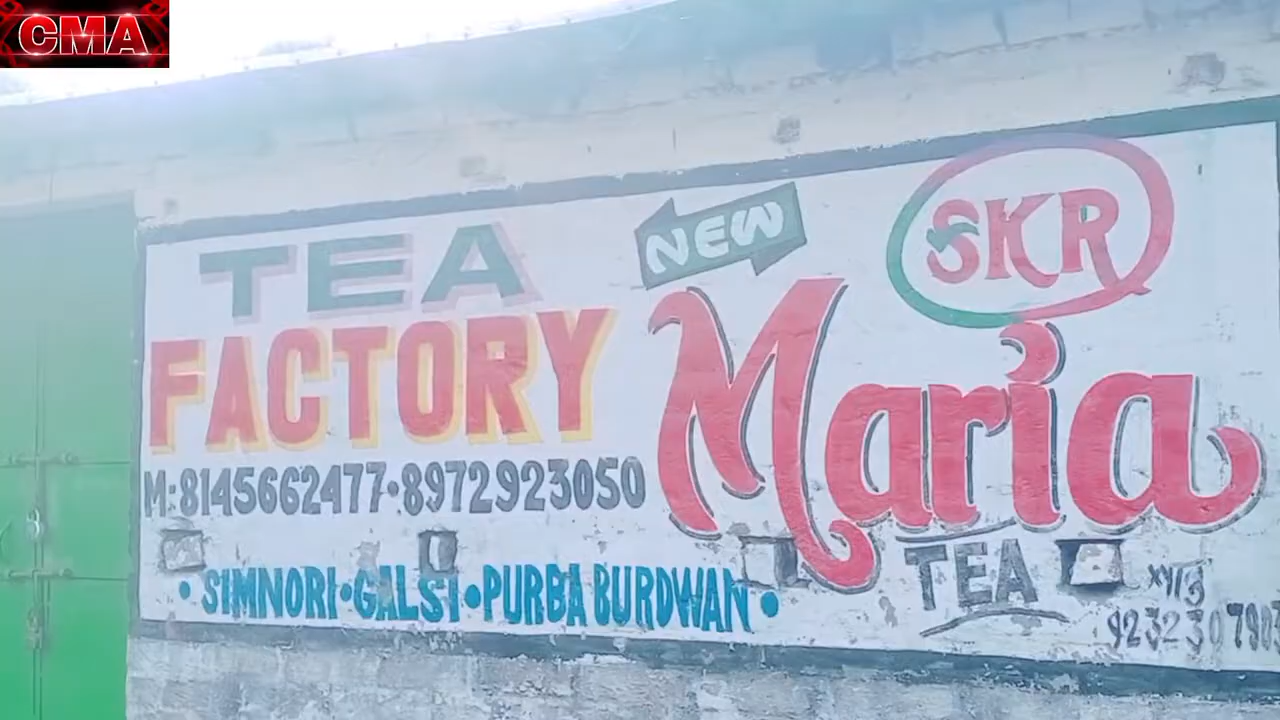 CMA
TEA
FACTORY
M:8145662477•8972923050
• SIMNORI•GALSI•PURBA BURDWAN •
NEW
SKR
Maria
TEA